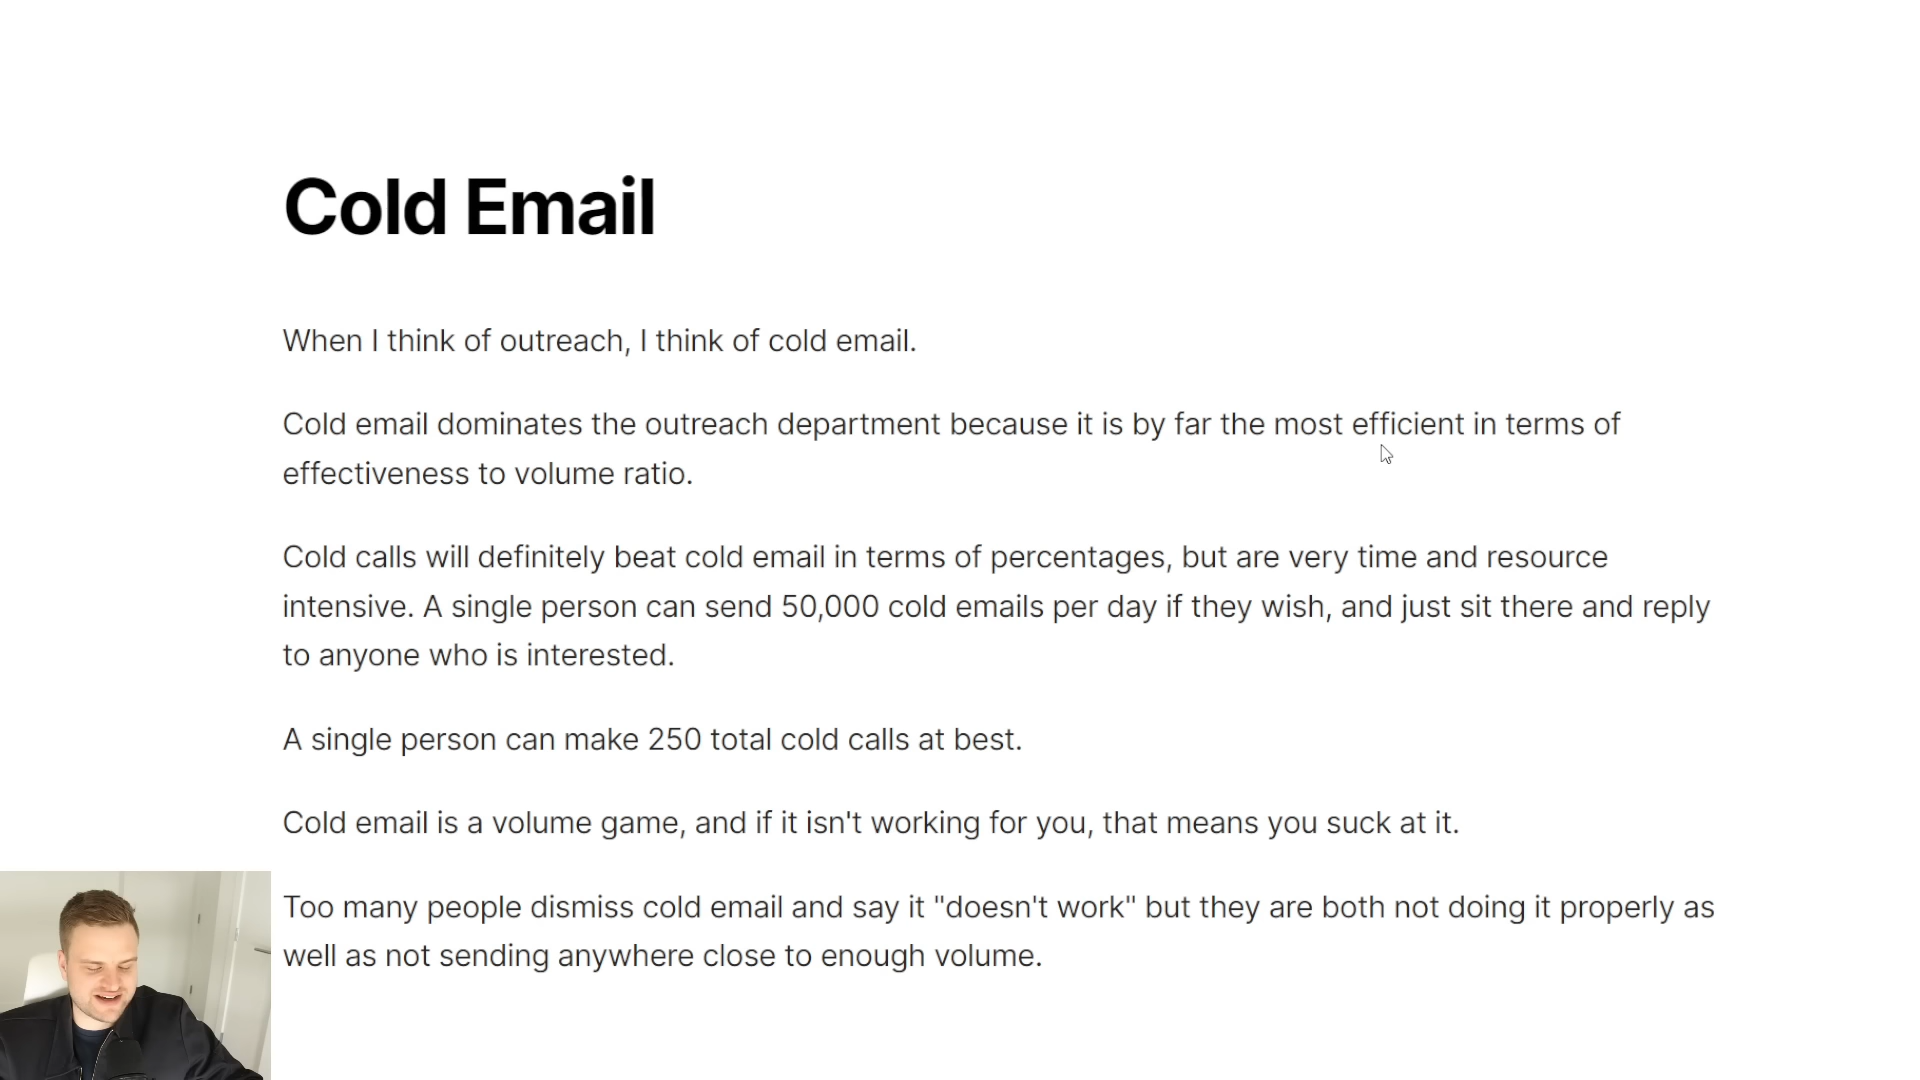 Cold Email
When I think of outreach, I think of cold email.
Cold email dominates the outreach department because it is by far the most efficient in terms of
effectiveness to volume ratio.
Cold calls will definitely beat cold email in terms of percentages, but are very time and resource
intensive. A single person can send 50,000 cold emails per day if they wish, and just sit there and reply
to anyone who is interested.
A single person can make 250 total cold calls at best.
Cold email is a volume game, and if it isn't working for you, that means you suck at it.
Too many people dismiss cold email and say it "doesn't work" but they are both not doing it properly as
well as not sending anywhere close to enough volume.